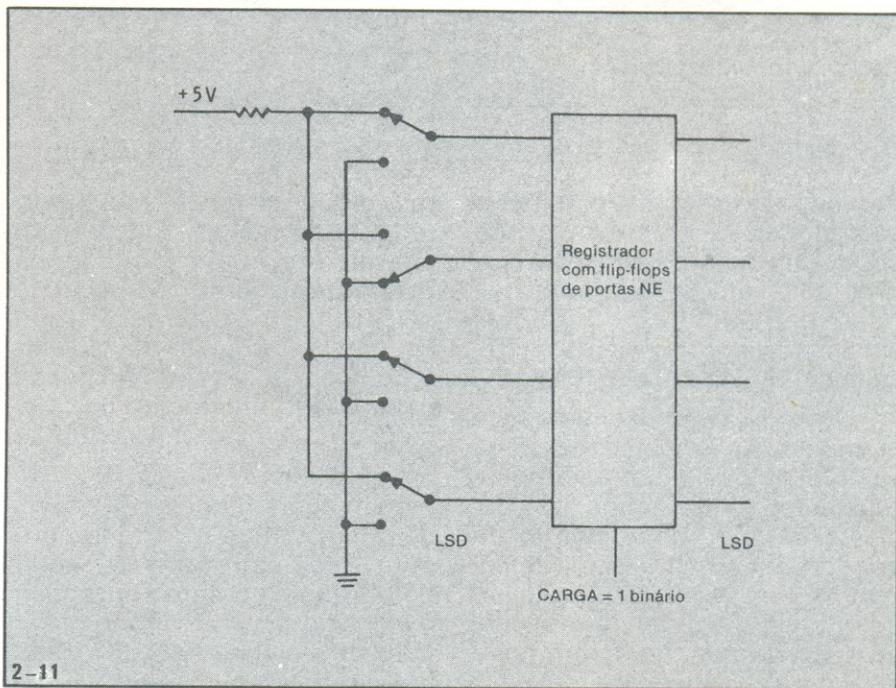 +5V
Registrador
com flip-flops
de portas NE
LSD
LSD
CARGA = 1 binário
2-11